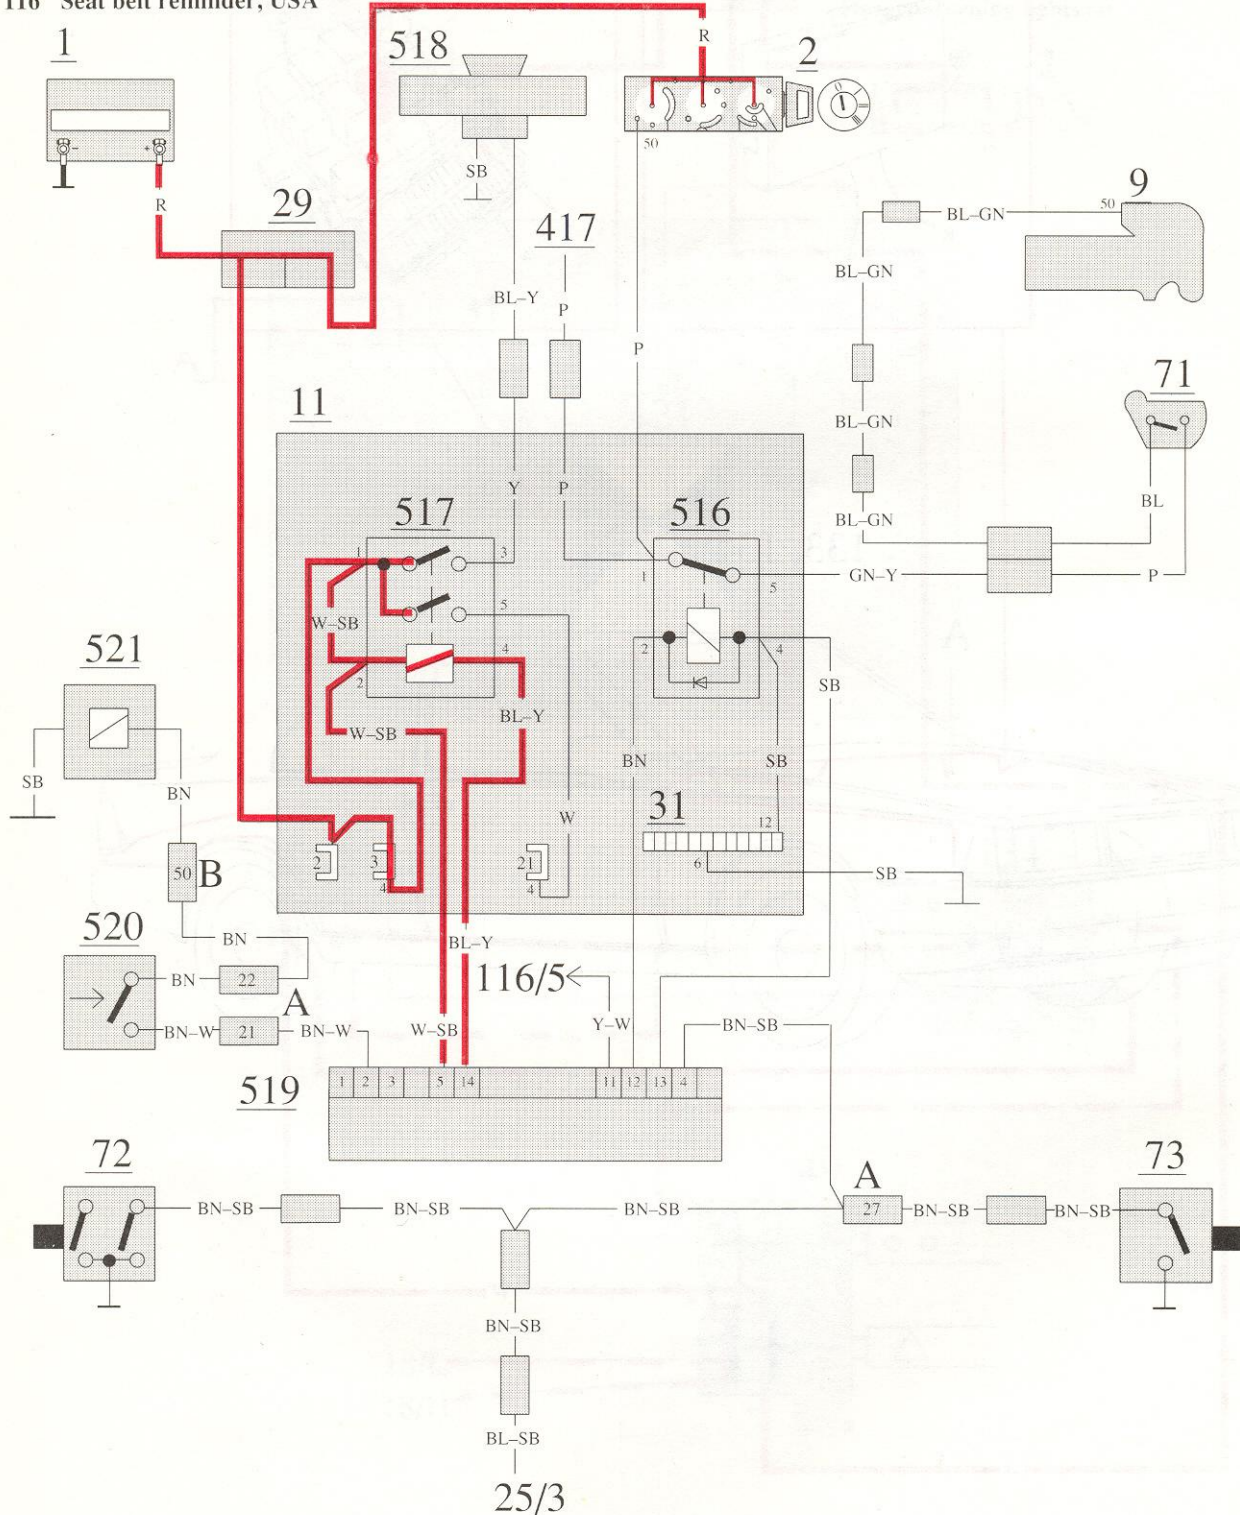 116 Seat belt reminder, USA
1
518
R
2
50
SB
R
29
417
9
50
BL–GN
BL–GN
BL–Y
P
P
71
11
BL–GN
Y
P
BL
517
516
BL–GN
1
3
1
5
GN–Y
P
W–SB
5
2
4
4
2
521
SB
BL–Y
W–SB
SB
BN
BN
SB
31
12
W
2
3
21
6
4
4
50
B
SB
520
BN
BL–Y
BN
22
116/5
A
BN–W
21
BN–W
W–SB
Y–W
BN–SB
519
1
2
3
5
14
11
12
13
4
72
73
A
BN–SB
BN–SB
BN–SB
27
BN–SB
BN–SB
BN–SB
BL–SB
25/3